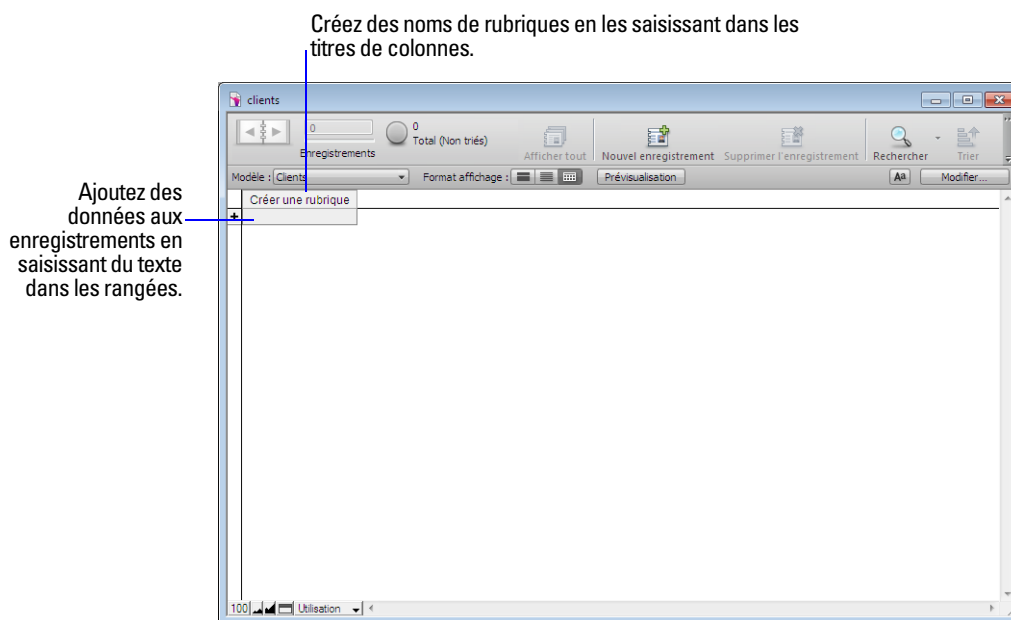 Créez des noms de rubriques en les saisissant dans les
titres de colonnes.
clients
0
Enregistrements
0
Total (Non triés)
Afficher tout
Nouvel enregistrement
Supprimer l'enregistrement
Rechercher
Trier
Modèle : Clients
Format affichage :
Prévisualisation
Aa
Modifier...
Créer une rubrique
Ajoutez des
données aux
enregistrements en
saisissant du texte
dans les rangées.
100
Utilisation